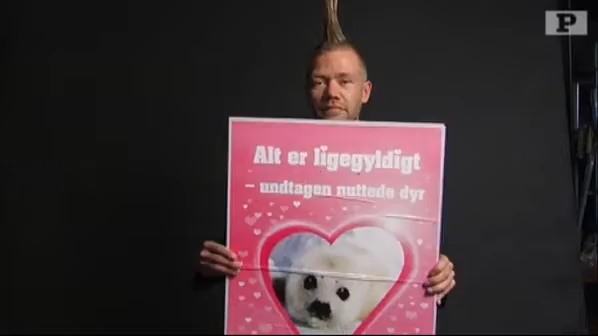 P
Alt er ligegyldigt
– undtagen nuttede dyr